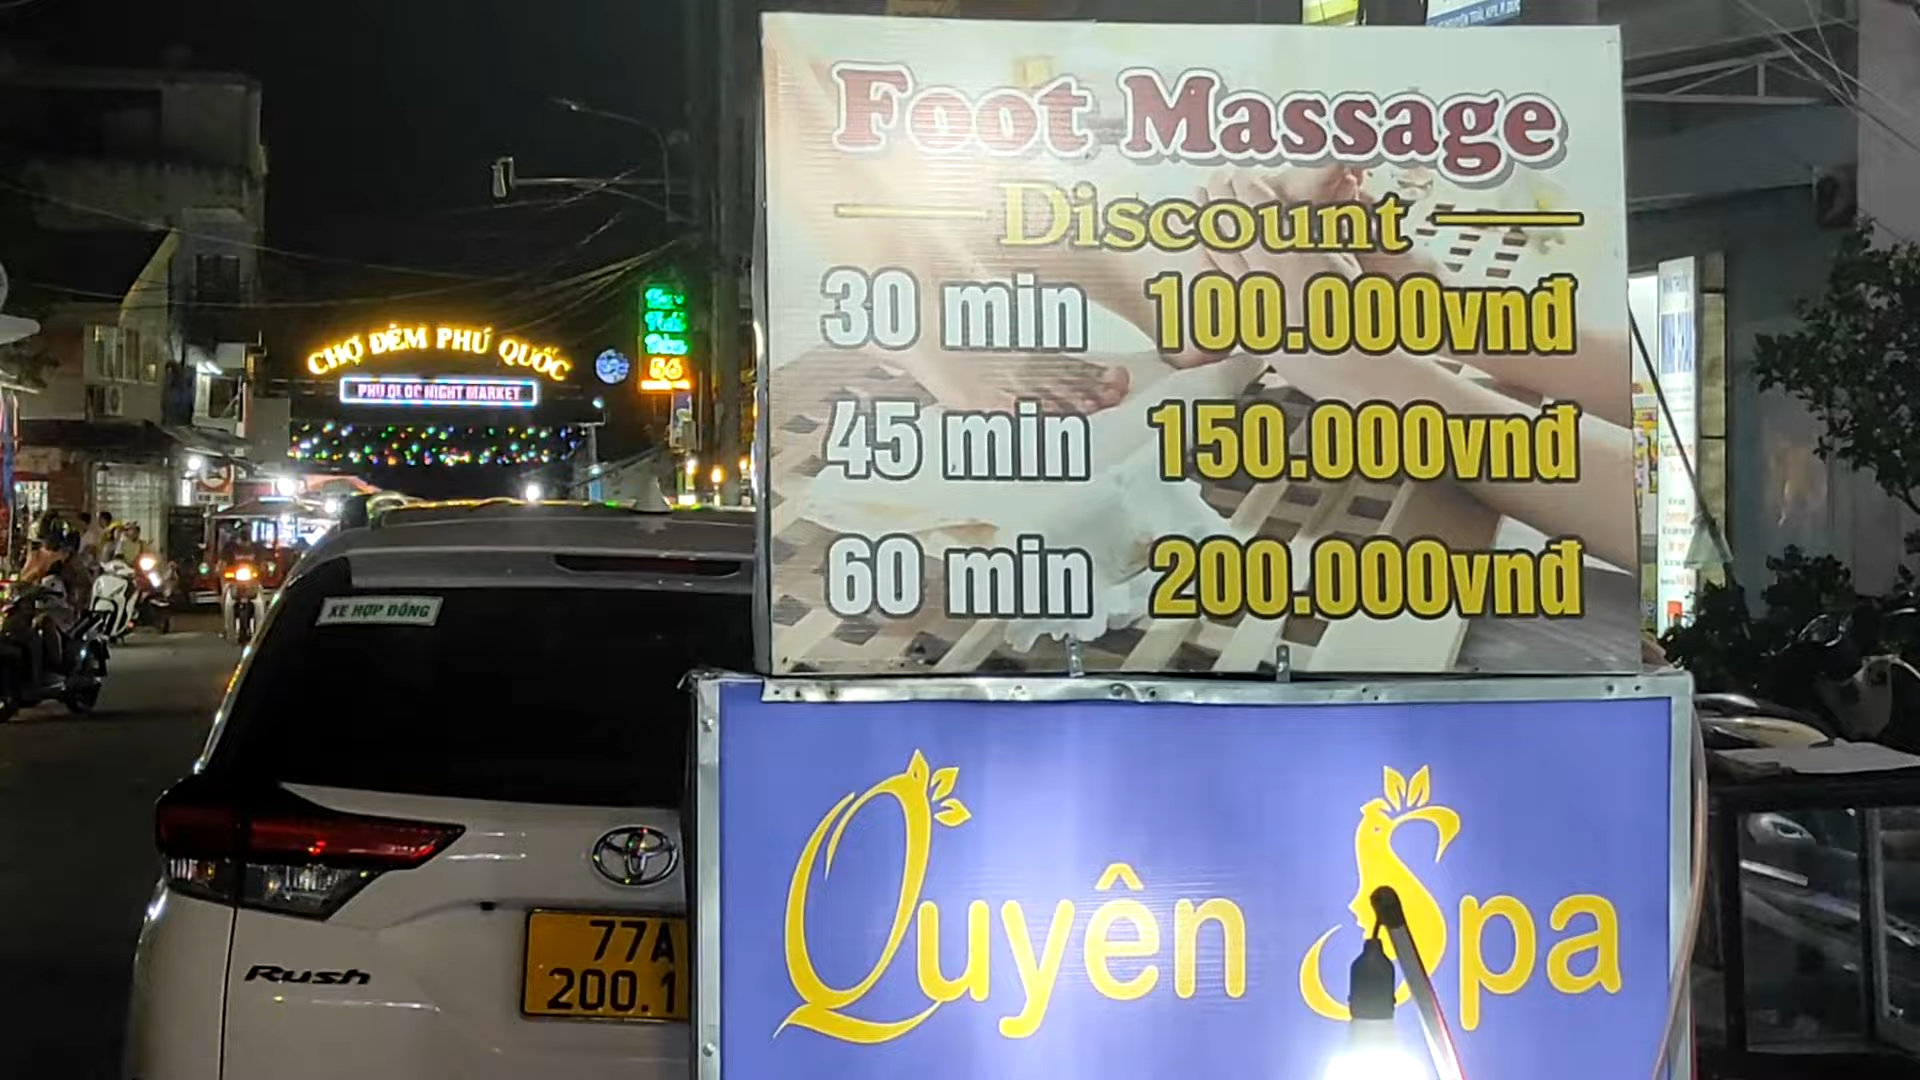 Foot Massage
Discount
30 min 100.000vnđ
45 min 150.000vnđ
60 min 200.000vnđ
Quyên Spa
CHỢ ĐÊM PHÚ QUỐC
PHU QUOC NIGHT MARKET
56
XE HỢP ĐỒNG
Rush
77A
200.1